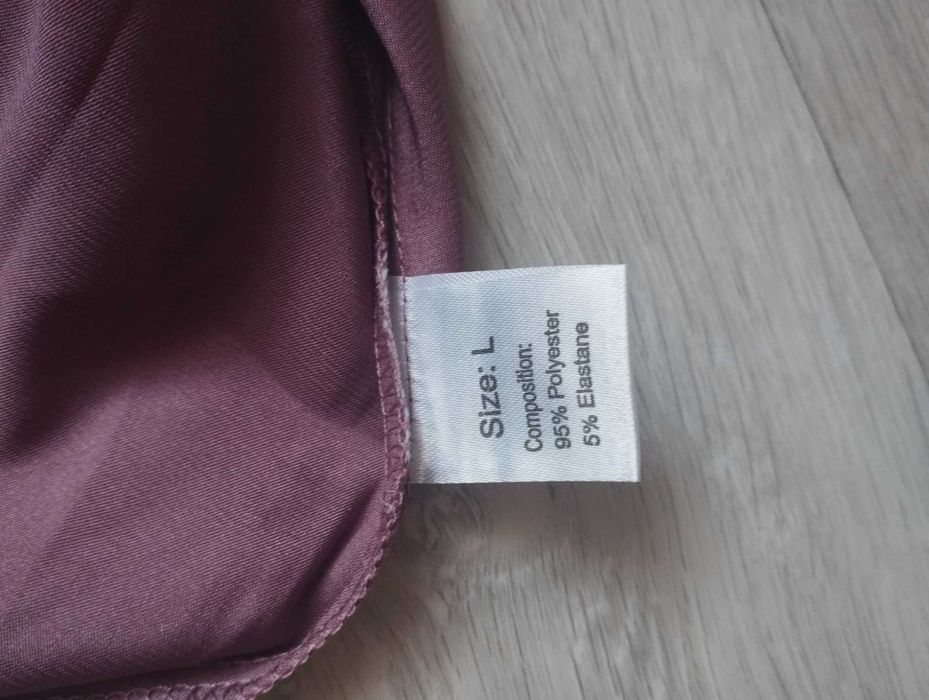 Size: L
Composition:
95% Polyester
5% Elastane